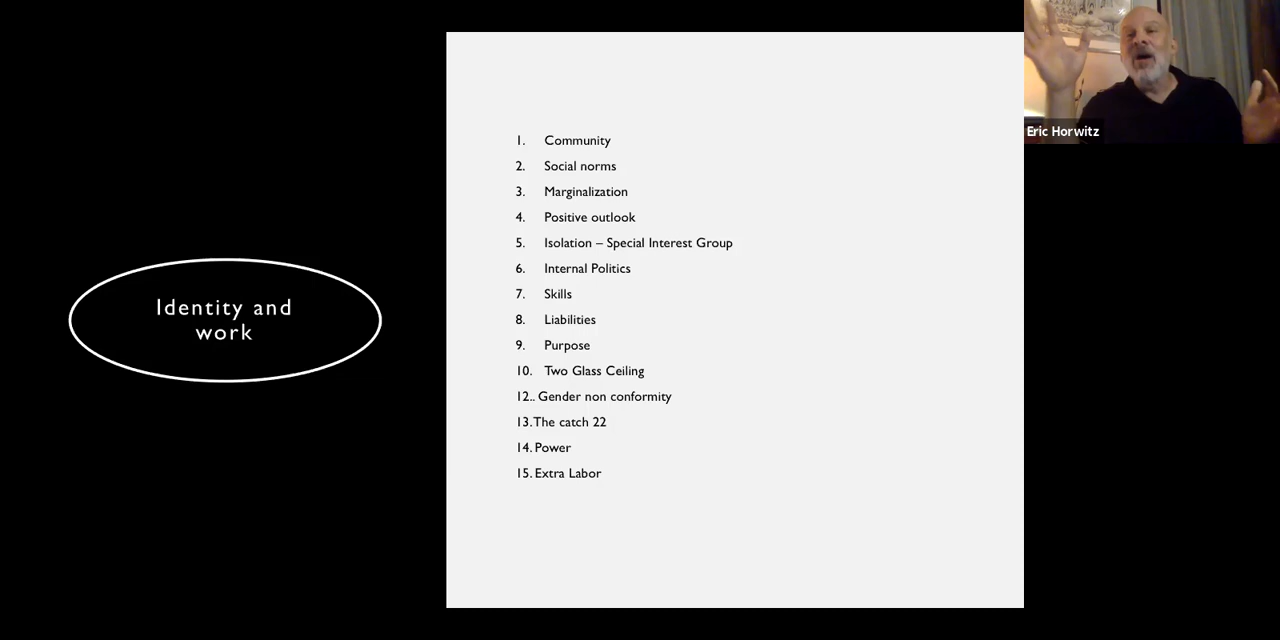 Identity and
work
1. Community
2. Social norms
3. Marginalization
4. Positive outlook
5. Isolation – Special Interest Group
6. Internal Politics
7. Skills
8. Liabilities
9. Purpose
10. Two Glass Ceiling
12.. Gender non conformity
13.The catch 22
14. Power
15. Extra Labor
Eric Horwitz